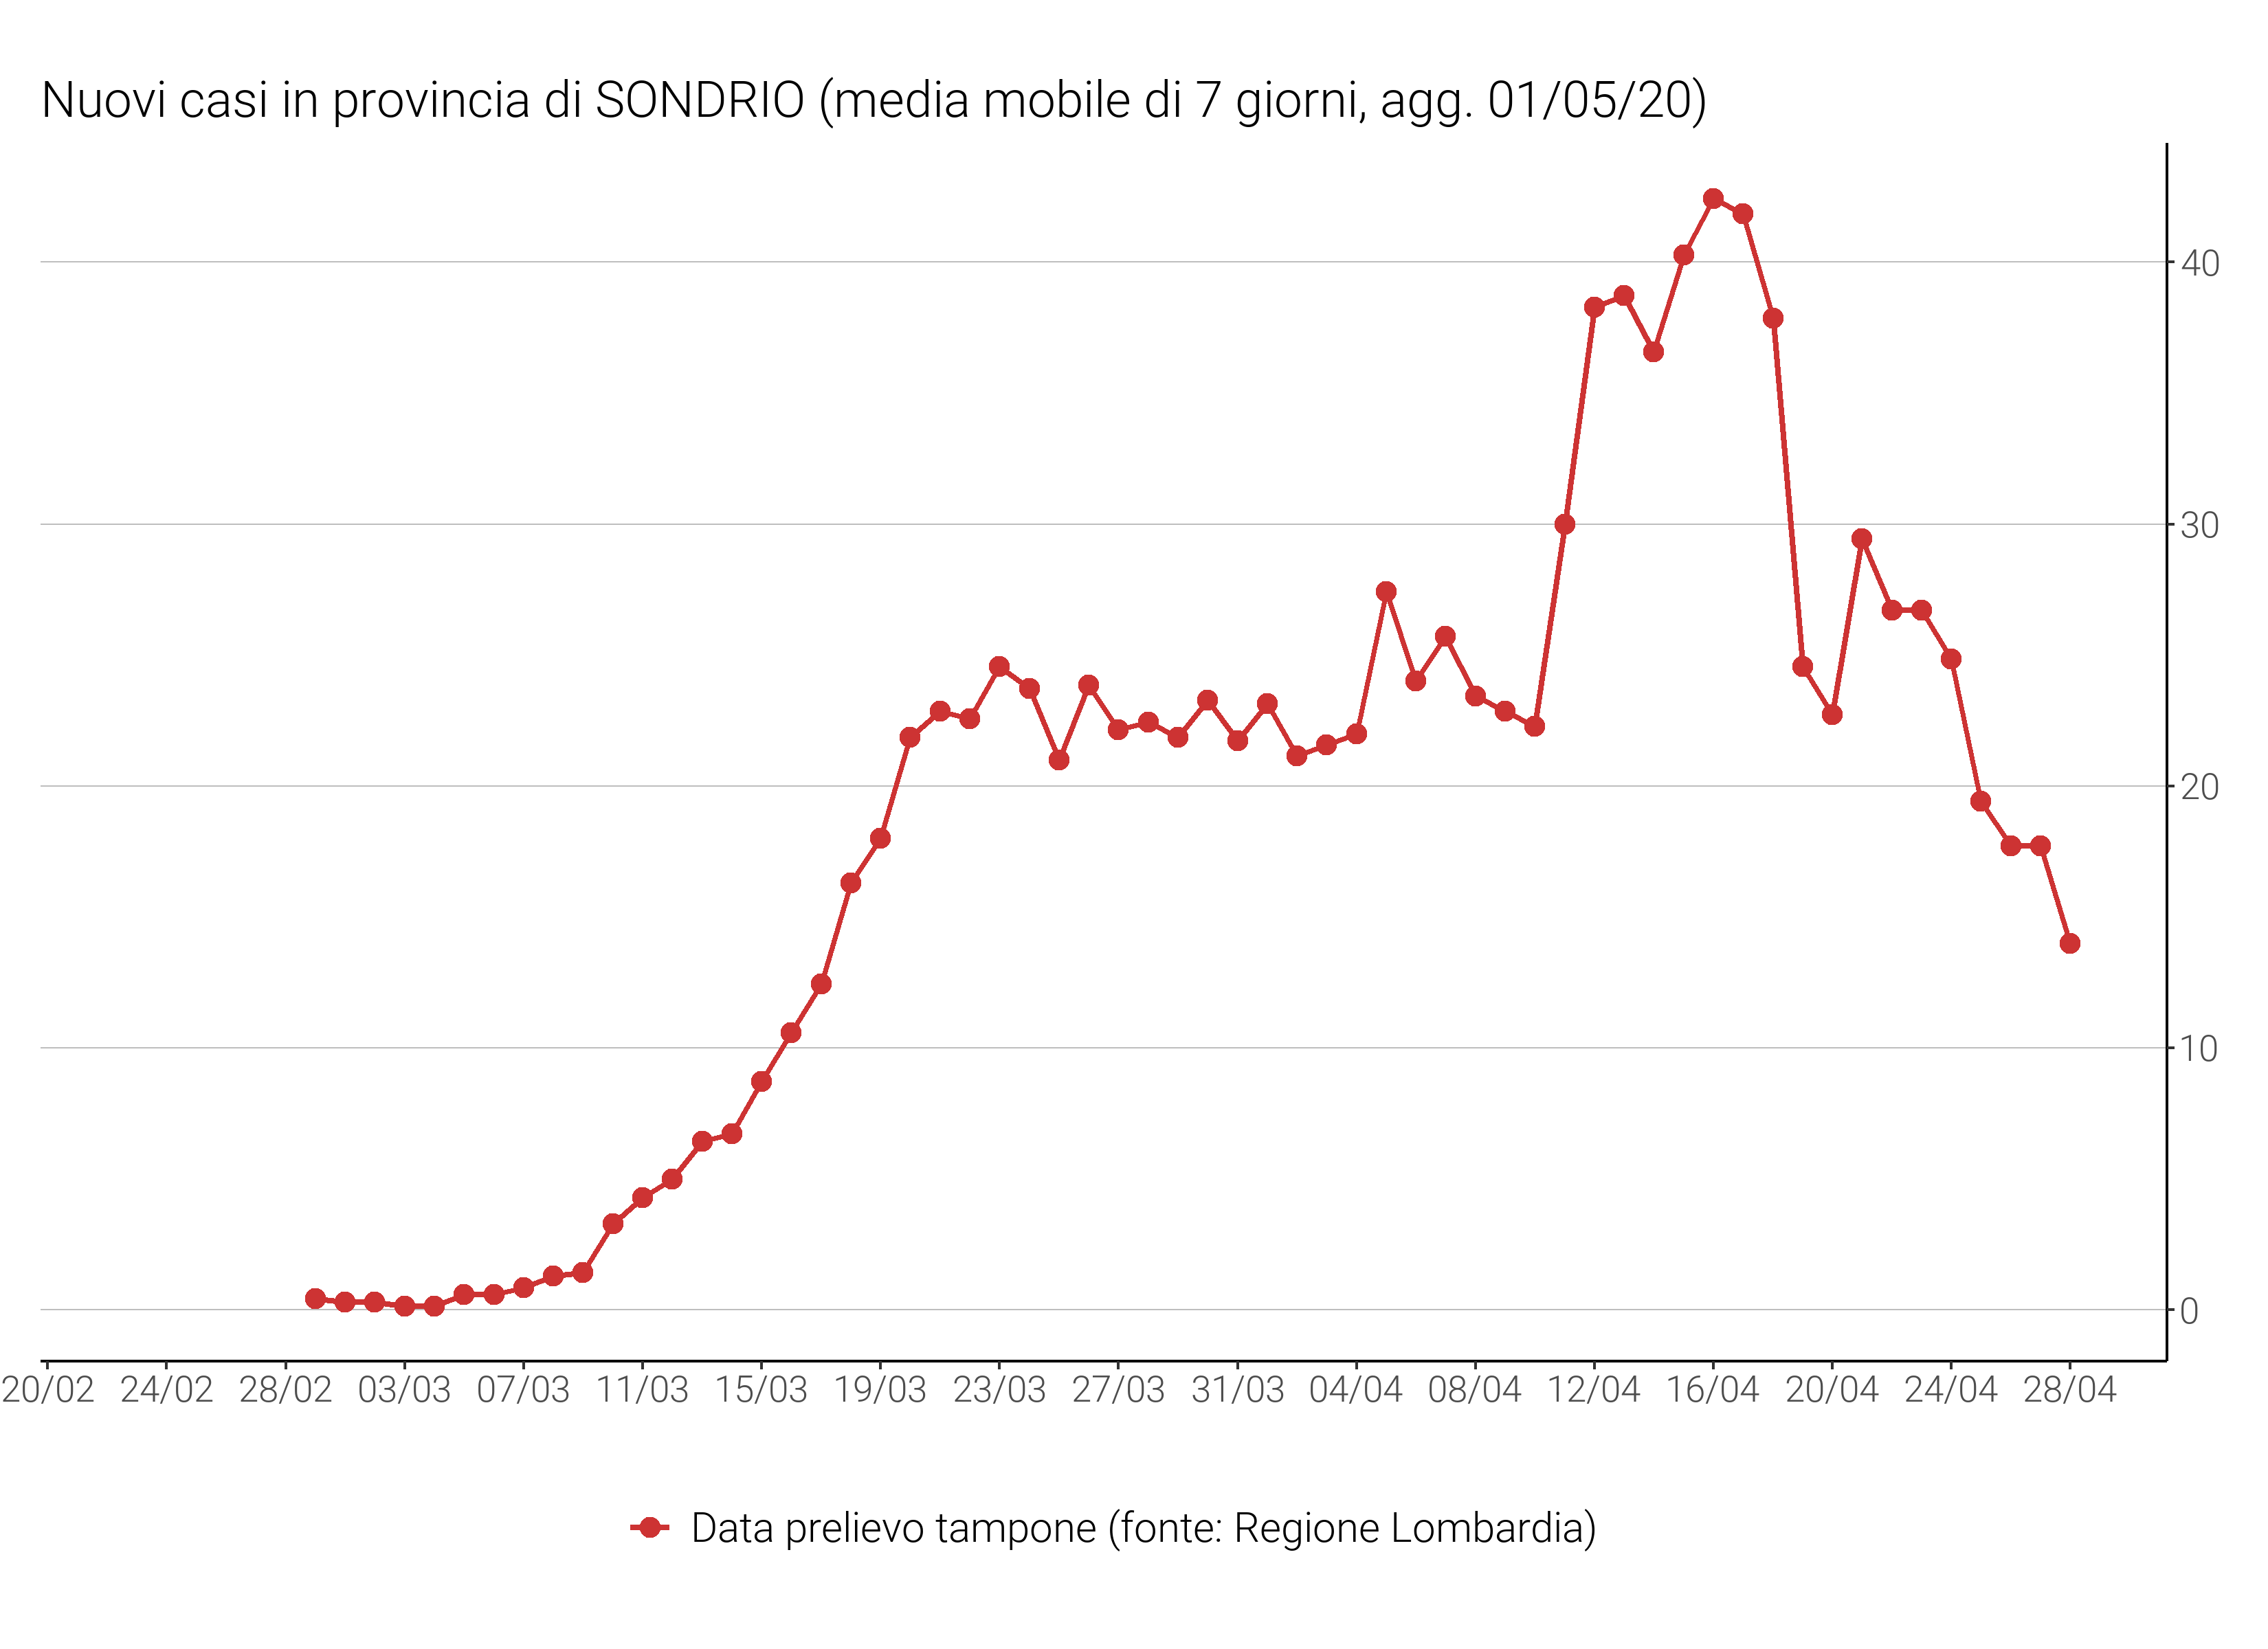 Nuovi casi in provincia di SONDRIO (media mobile di 7 giorni, agg. 01/05/20)
40
30
20
10
0
20/02 24/02 28/02 03/03 07/03 11/03 15/03 19/03 23/03 27/03 31/03 04/04 08/04 12/04 16/04 20/04 24/04 28/04
Data prelievo tampone (fonte: Regione Lombardia)